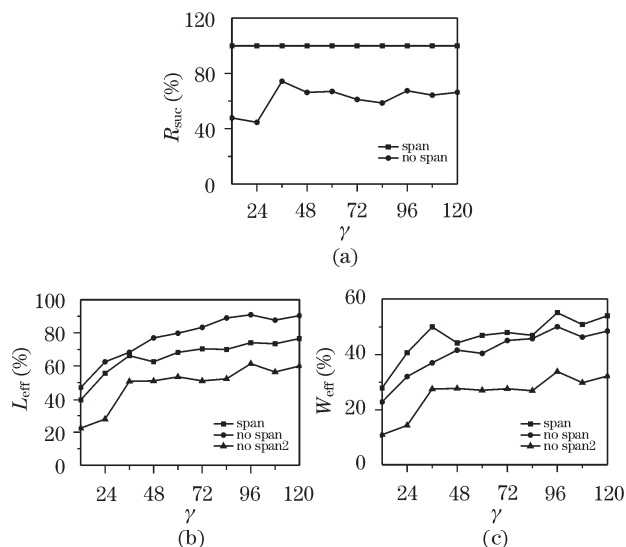 120
80
40
0
R_suc (%)
span
no span
24 48 72 96 120
γ
(a)
100
80
60
40
20
0
L_eff (%)
span
no span
no span2
24 48 72 96 120
γ
(b)
60
40
20
0
W_eff (%)
span
no span
no span2
24 48 72 96 120
γ
(c)